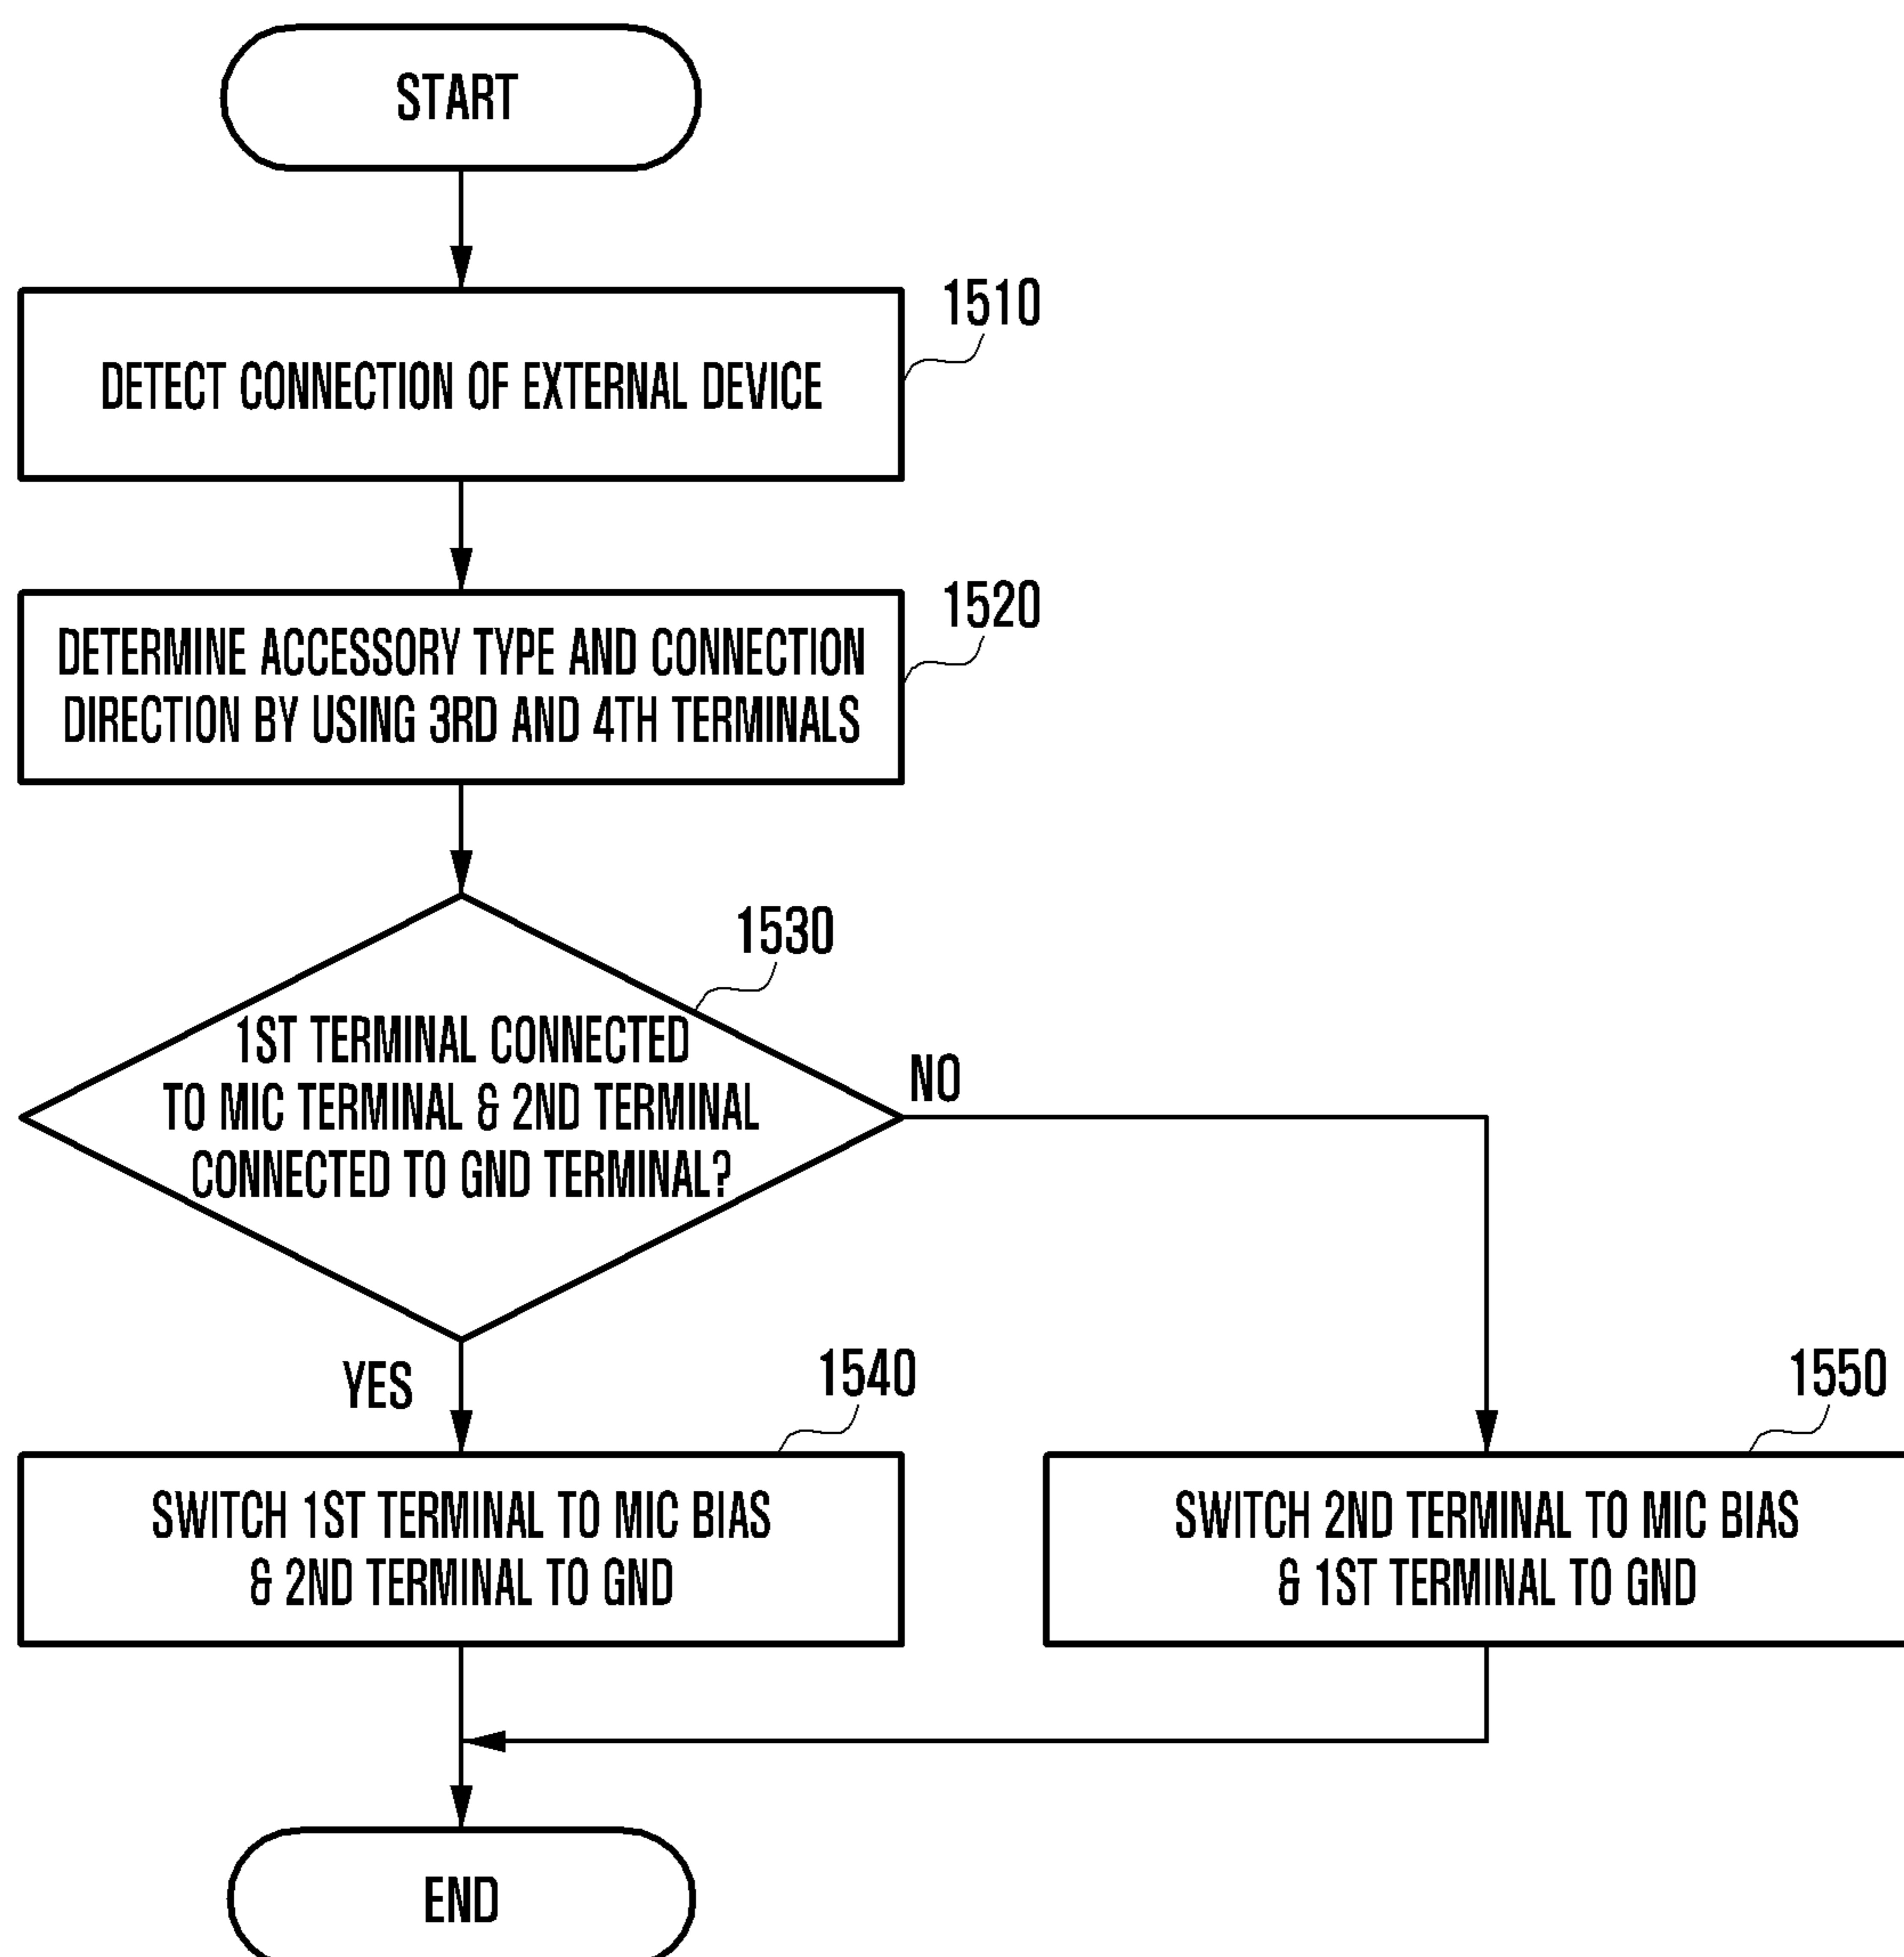 START
1510
DETECT CONNECTION OF EXTERNAL DEVICE
1520
DETERMINE ACCESSORY TYPE AND CONNECTION
DIRECTION BY USING 3RD AND 4TH TERMINALS
1530
1ST TERMINAL CONNECTED
TO MIC TERMINAL & 2ND TERMINAL
CONNECTED TO GND TERMINAL?
NO
YES
1540
SWITCH 1ST TERMINAL TO MIC BIAS
& 2ND TERMINAL TO GND
1550
SWITCH 2ND TERMINAL TO MIC BIAS
& 1ST TERMINAL TO GND
END